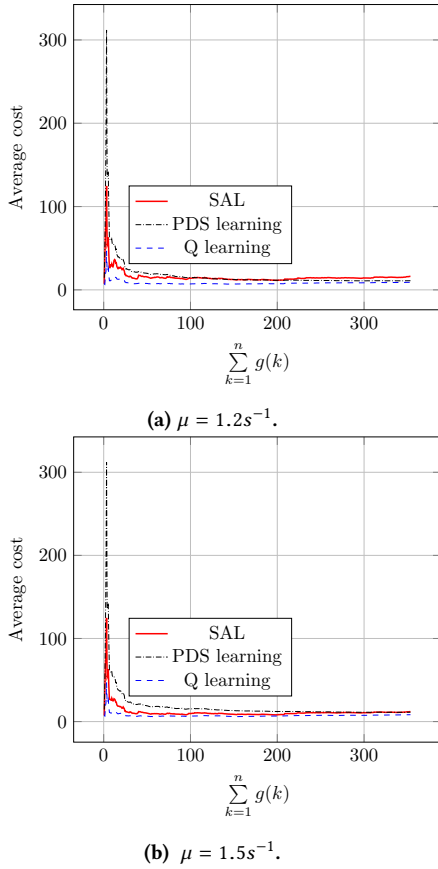 300
200
100
0
Average cost
SAL
PDS learning
Q learning
0 100 200 300
n
∑ g(k)
k=1
(a) μ = 1.2s⁻¹.
300
200
100
0
Average cost
SAL
PDS learning
Q learning
0 100 200 300
n
∑ g(k)
k=1
(b) μ = 1.5s⁻¹.